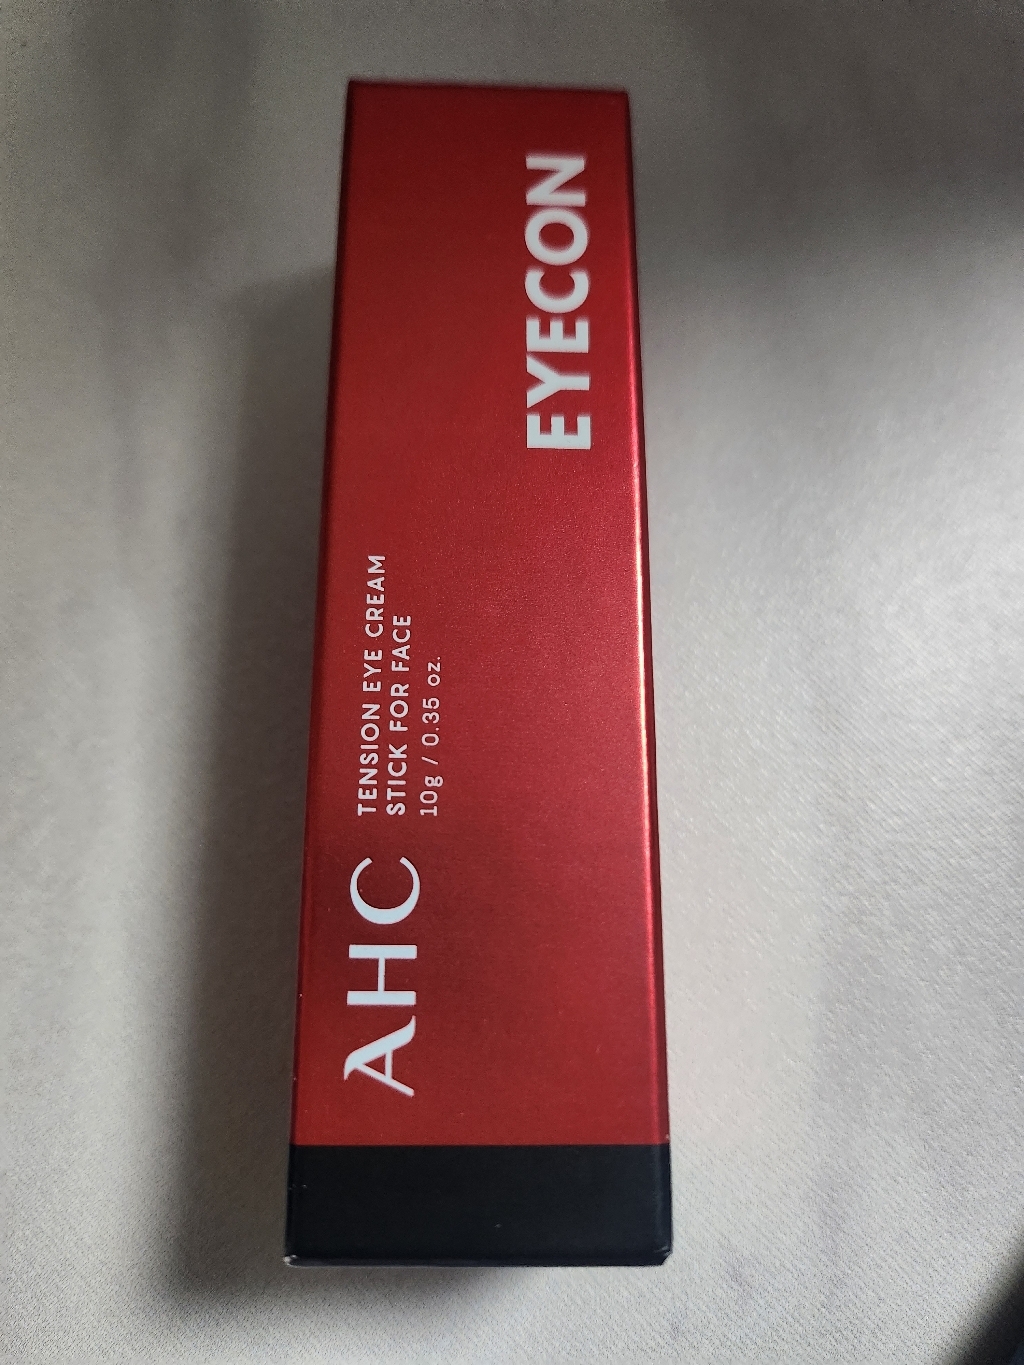 AHC
TENSION EYE CREAM
STICK FOR FACE
10g / 0.35 oz.
EYECON